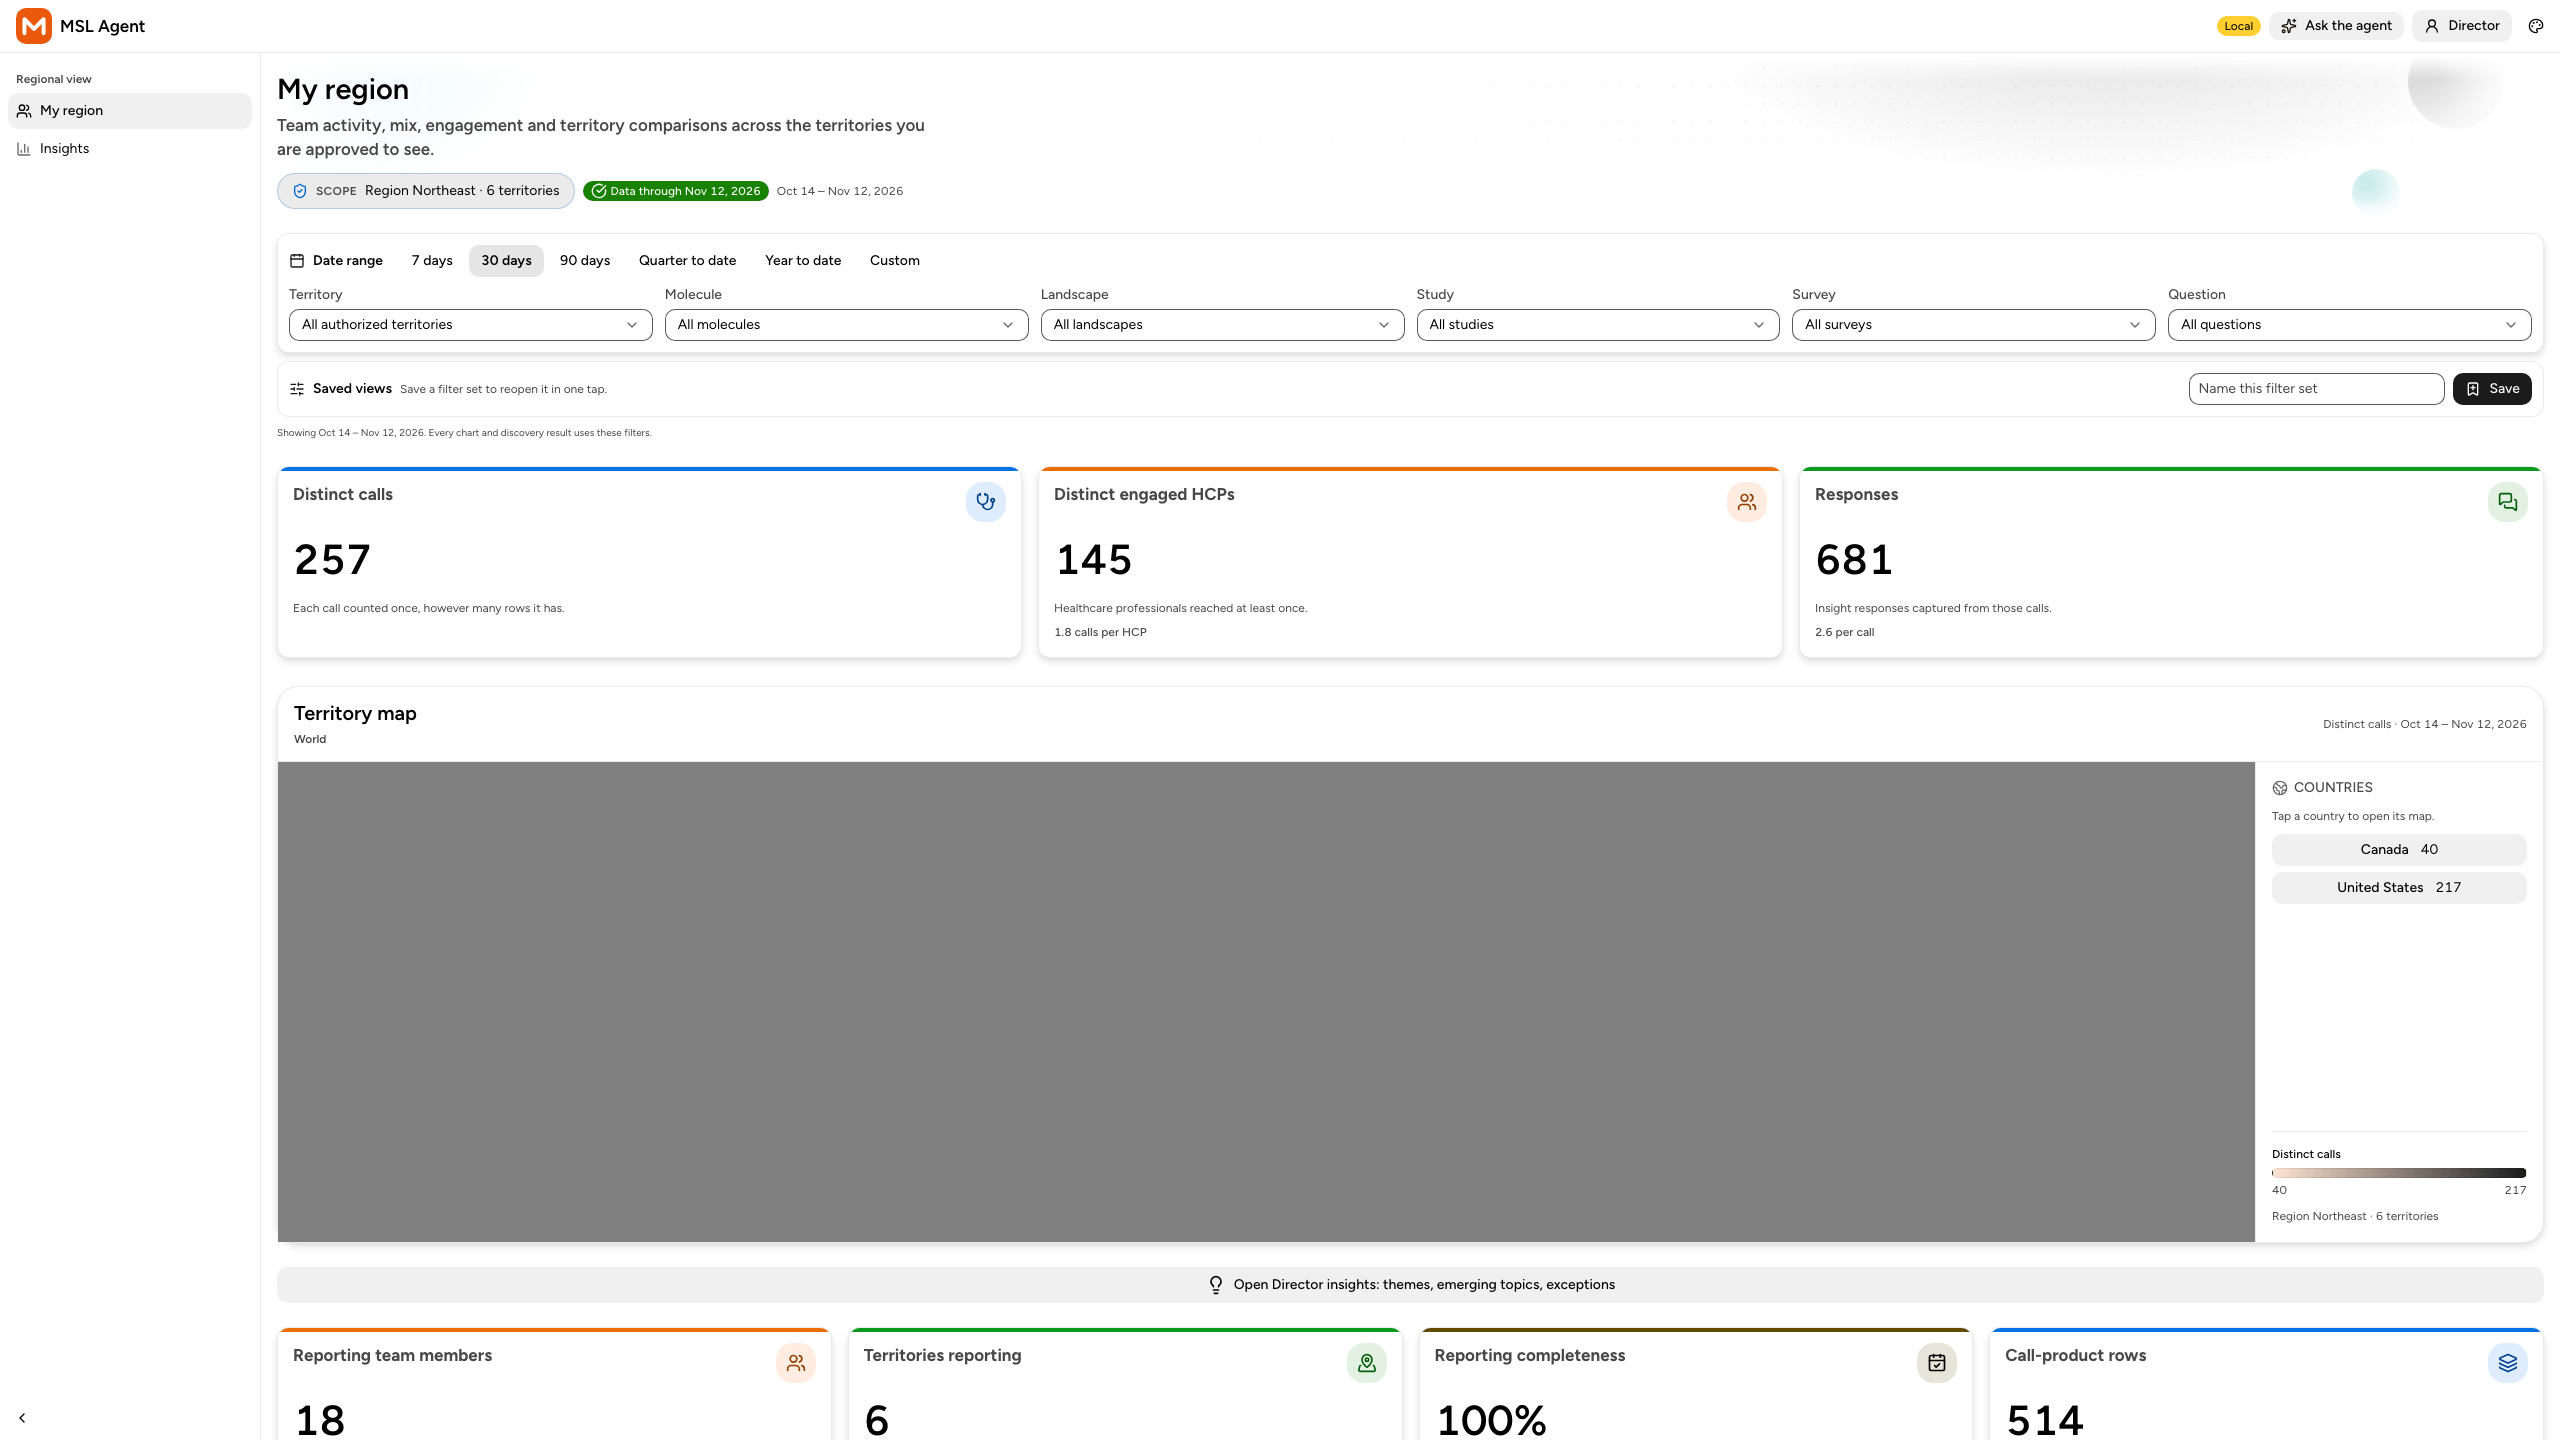 MSL Agent
Local
Ask the agent
Director
Regional view
My region
Insights
My region
Team activity, mix, engagement and territory comparisons across the territories you
are approved to see.
SCOPE Region Northeast · 6 territories
Data through Nov 12, 2026
Oct 14 – Nov 12, 2026
Date range
7 days
30 days
90 days
Quarter to date
Year to date
Custom
Territory
Molecule
Landscape
Study
Survey
Question
All authorized territories
All molecules
All landscapes
All studies
All surveys
All questions
Saved views
Save a filter set to reopen it in one tap.
Name this filter set
Save
Showing Oct 14 – Nov 12, 2026. Every chart and discovery result uses these filters.
Distinct calls
257
Each call counted once, however many rows it has.
Distinct engaged HCPs
145
Healthcare professionals reached at least once.
1.8 calls per HCP
Responses
681
Insight responses captured from those calls.
2.6 per call
Territory map
World
Distinct calls · Oct 14 – Nov 12, 2026
COUNTRIES
Tap a country to open its map.
Canada 40
United States 217
Distinct calls
40 217
Region Northeast · 6 territories
Open Director insights: themes, emerging topics, exceptions
Reporting team members
18
Territories reporting
6
Reporting completeness
100%
Call-product rows
514